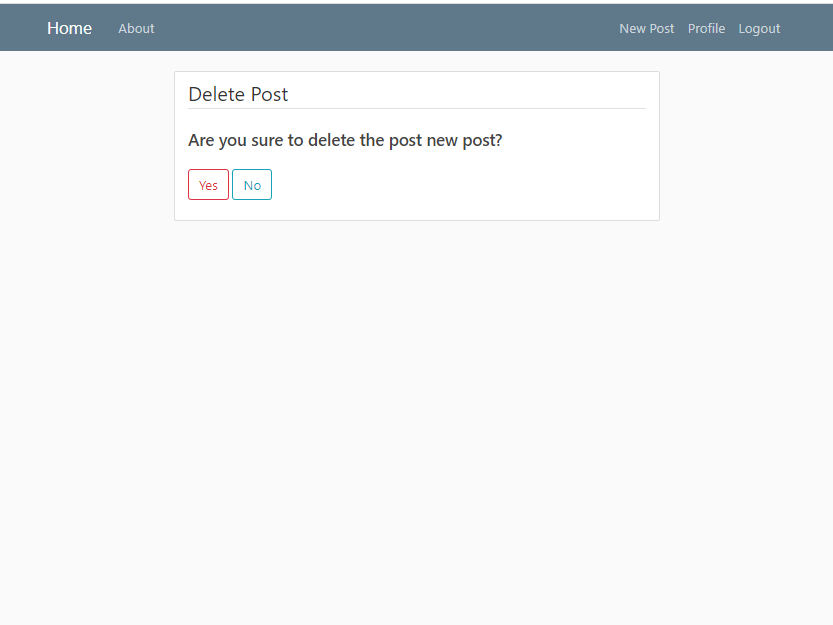 Home About New Post Profile Logout
Delete Post
Are you sure to delete the post new post?
Yes No